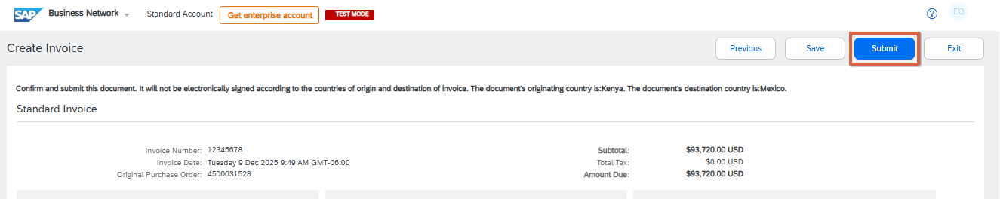 SAP Business Network Standard Account Get enterprise account TEST MODE ? EQ
Create Invoice Previous Save Submit Exit
Confirm and submit this document. It will not be electronically signed according to the countries of origin and destination of invoice. The document's originating country is:Kenya. The document's destination country is:Mexico.
Standard Invoice
Invoice Number: 12345678 Subtotal: $93,720.00 USD
Invoice Date: Tuesday 9 Dec 2025 9:49 AM GMT-06:00 Total Tax: $0.00 USD
Original Purchase Order: 4500031528 Amount Due: $93,720.00 USD